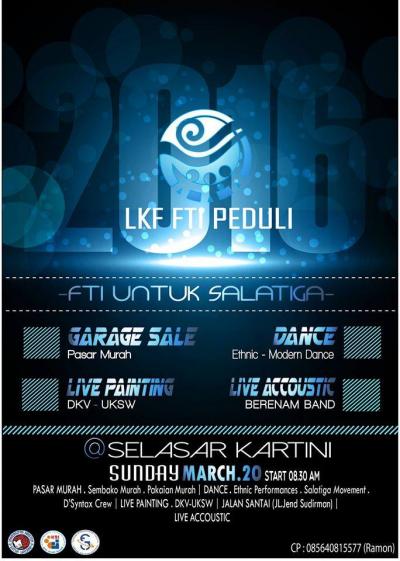 2016
LKF FTI PEDULI
-FTI UNTUK SALATIGA-
GARAGE SALE
Pasar Murah
DANCE
Ethnic - Modern Dance
LIVE PAINTING
DKV - UKSW
LIVE ACCOUSTIC
BERENAM BAND
@SELASAR KARTINI
SUNDAY MARCH.20 START 08.30 AM
PASAR MURAH . Sembako Murah . Pakaian Murah | DANCE . Ethnic Performances . Salatiga Movement .
D'Syntax Crew | LIVE PAINTING . DKV-UKSW | JALAN SANTAI (JL.Jend Sudirman) |
LIVE ACCOUSTIC
CP : 085640815577 (Ramon)